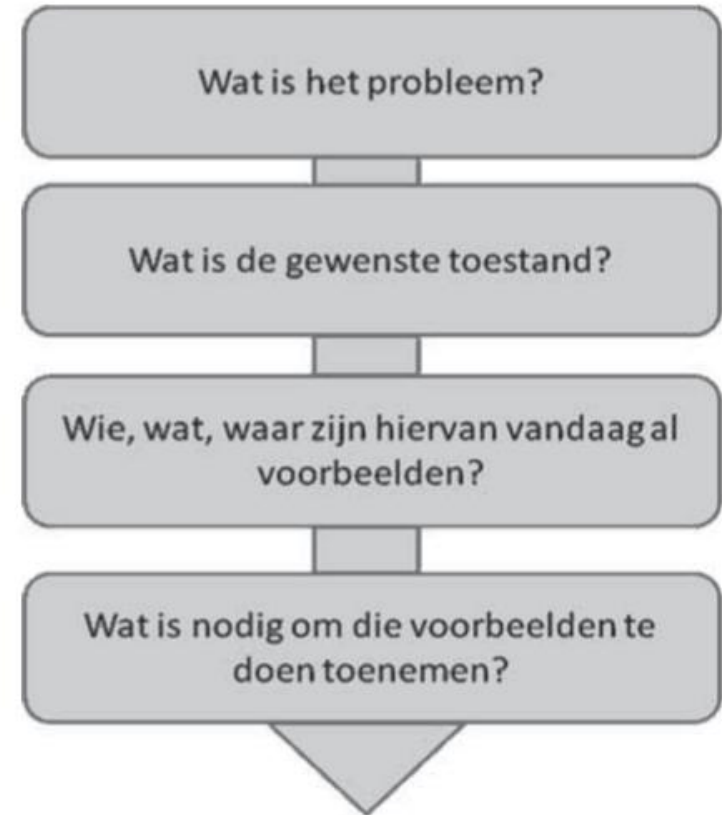 Wat is het probleem?
Wat is de gewenste toestand?
Wie, wat, waar zijn hiervan vandaag al
voorbeelden?
Wat is nodig om die voorbeelden te
doen toenemen?